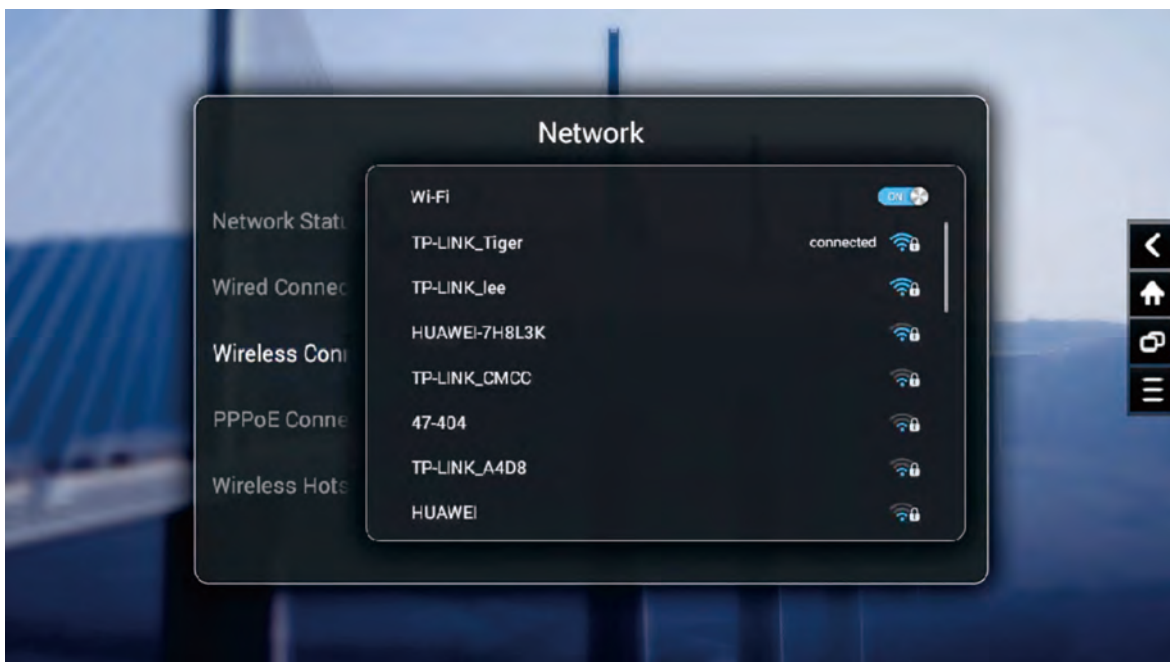 Network
Wi-Fi
ON
Network Stat
TP-LINK_Tiger connected
Wired Connec
TP-LINK_lee
HUAWEI-7H8L3K
Wireless Con
TP-LINK_CMCC
PPPoE Conne
47-404
TP-LINK_A4D8
Wireless Hots
HUAWEI